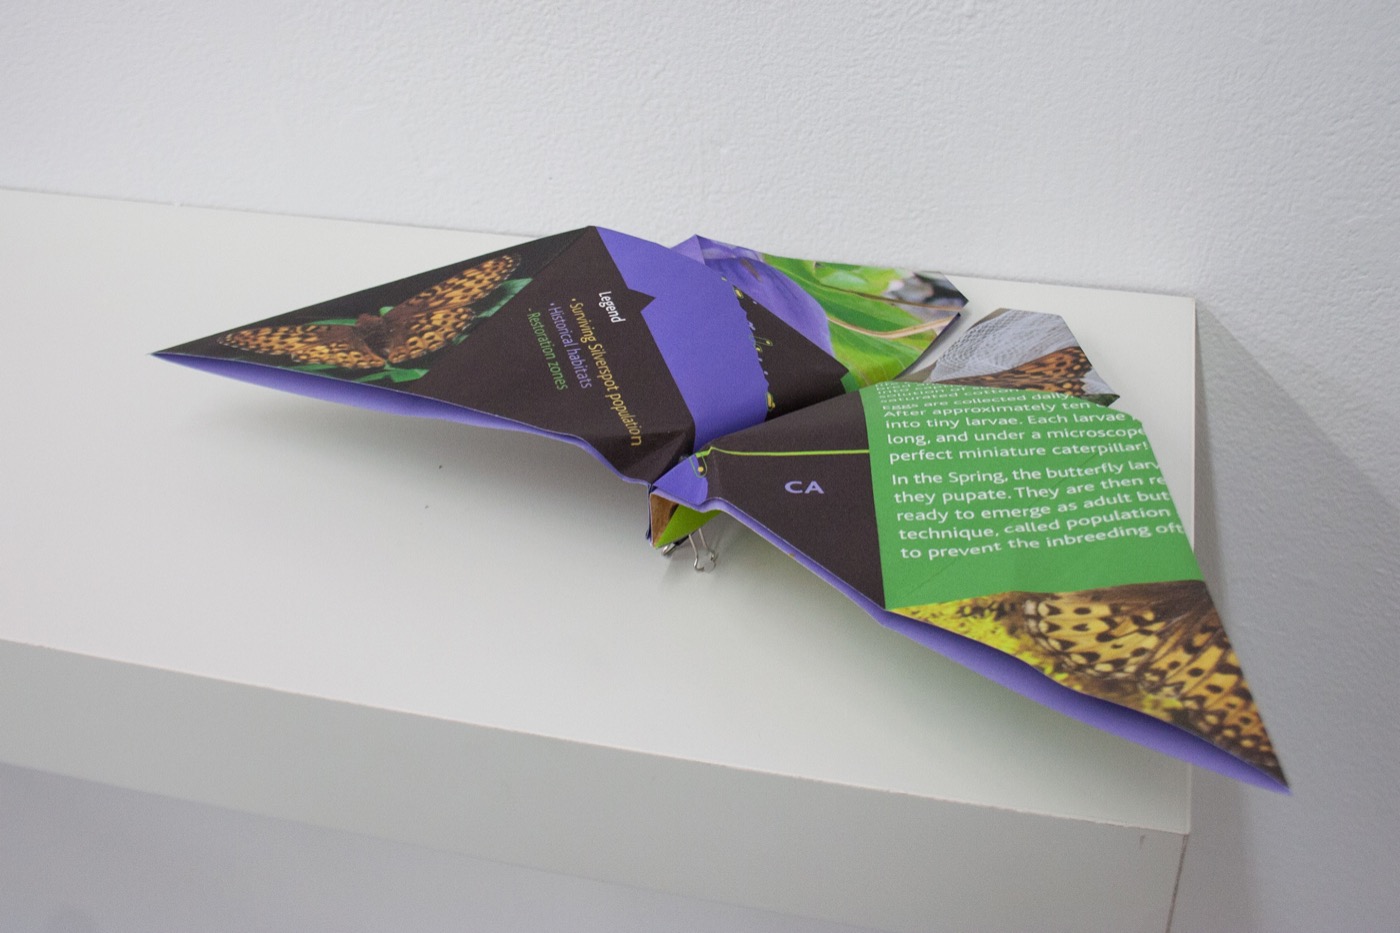 Legend
• Surviving Silverspot population
• Historical habitats
• Restoration zones
CA
solution
saturated cotton
Eggs are collected daily
After approximately ten
into tiny larvae. Each larvae
long, and under a microscope
perfect miniature caterpillar!
In the Spring, the butterfly larv
they pupate. They are then re
ready to emerge as adult but
technique, called population
to prevent the inbreeding oft